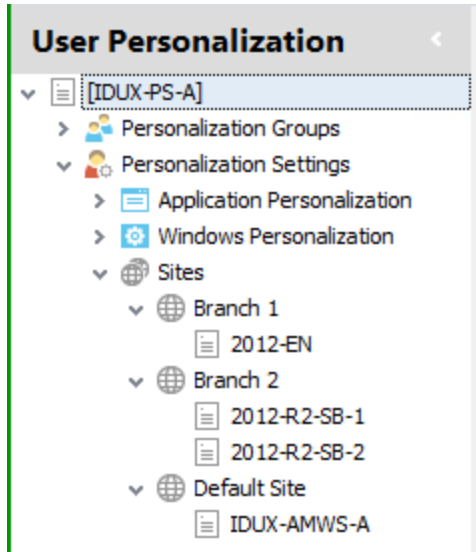 User Personalization
[IDUX-PS-A]
Personalization Groups
Personalization Settings
Application Personalization
Windows Personalization
Sites
Branch 1
2012-EN
Branch 2
2012-R2-SB-1
2012-R2-SB-2
Default Site
IDUX-AMWS-A